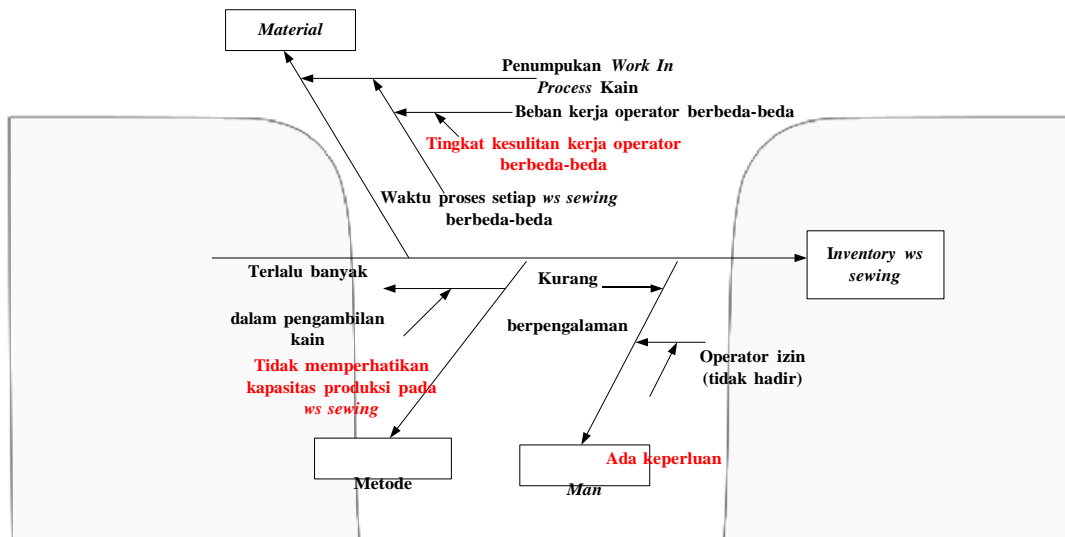 Material
Penumpukan Work In
Process Kain
Beban kerja operator berbeda-beda
Tingkat kesulitan kerja operator
berbeda-beda
Waktu proses setiap ws sewing
berbeda-beda
Inventory ws
sewing
Terlalu banyak
dalam pengambilan
kain
Tidak memperhatikan
kapasitas produksi pada
ws sewing
Kurang
berpengalaman
Operator izin
(tidak hadir)
Ada keperluan
Metode
Man